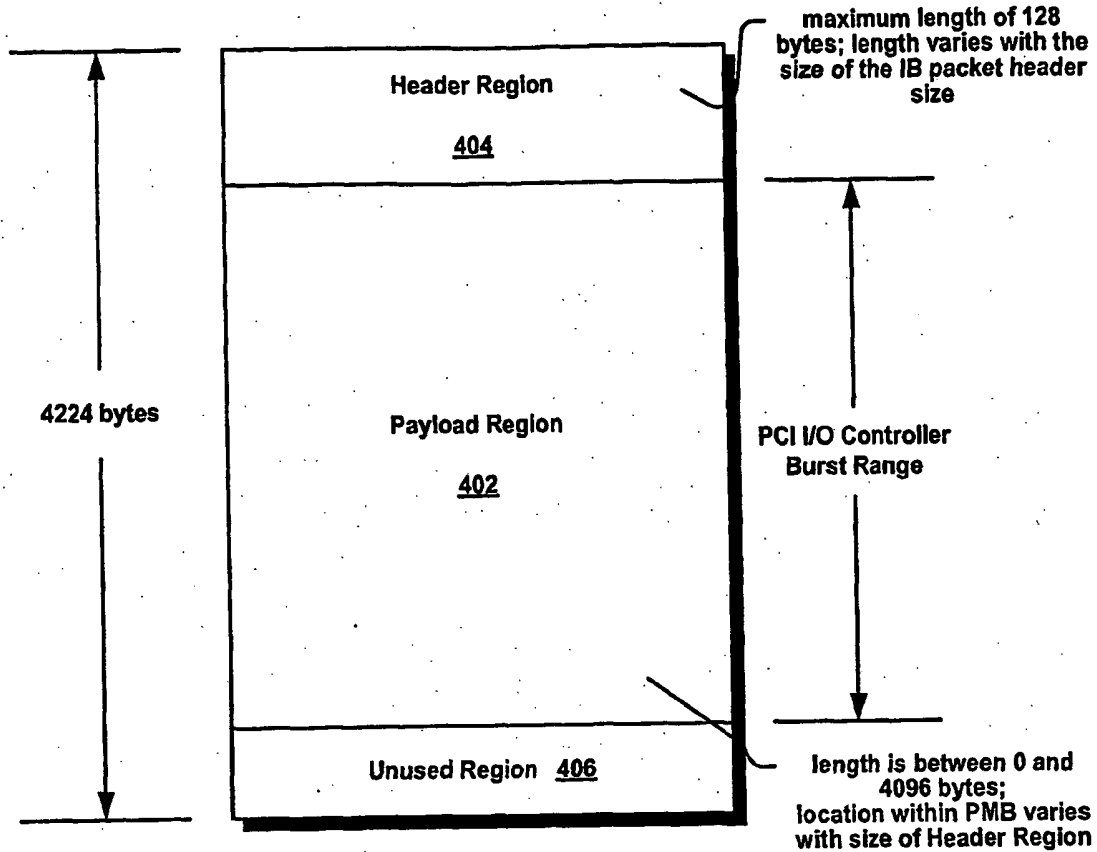 maximum length of 128
bytes; length varies with the
size of the IB packet header
size
Header Region
404
4224 bytes
Payload Region
402
PCI I/O Controller
Burst Range
Unused Region 406
length is between 0 and
4096 bytes;
location within PMB varies
with size of Header Region